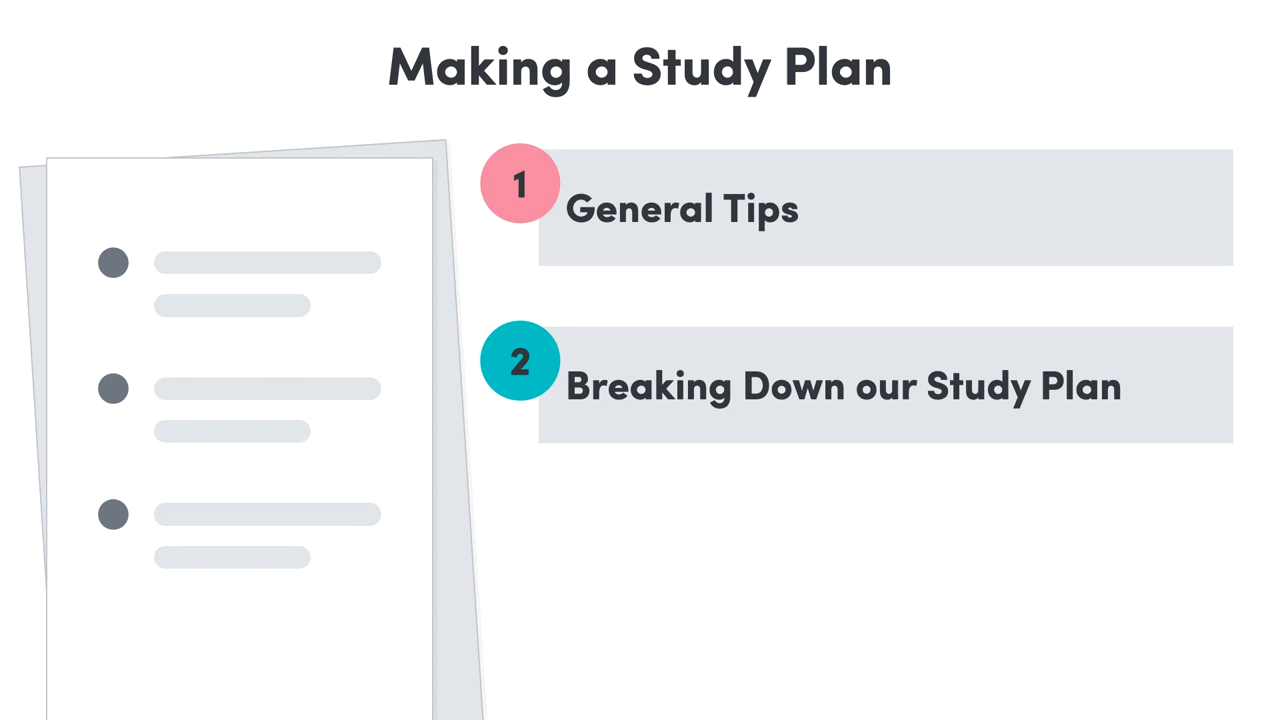 Making a Study Plan
1
General Tips
2
Breaking Down our Study Plan